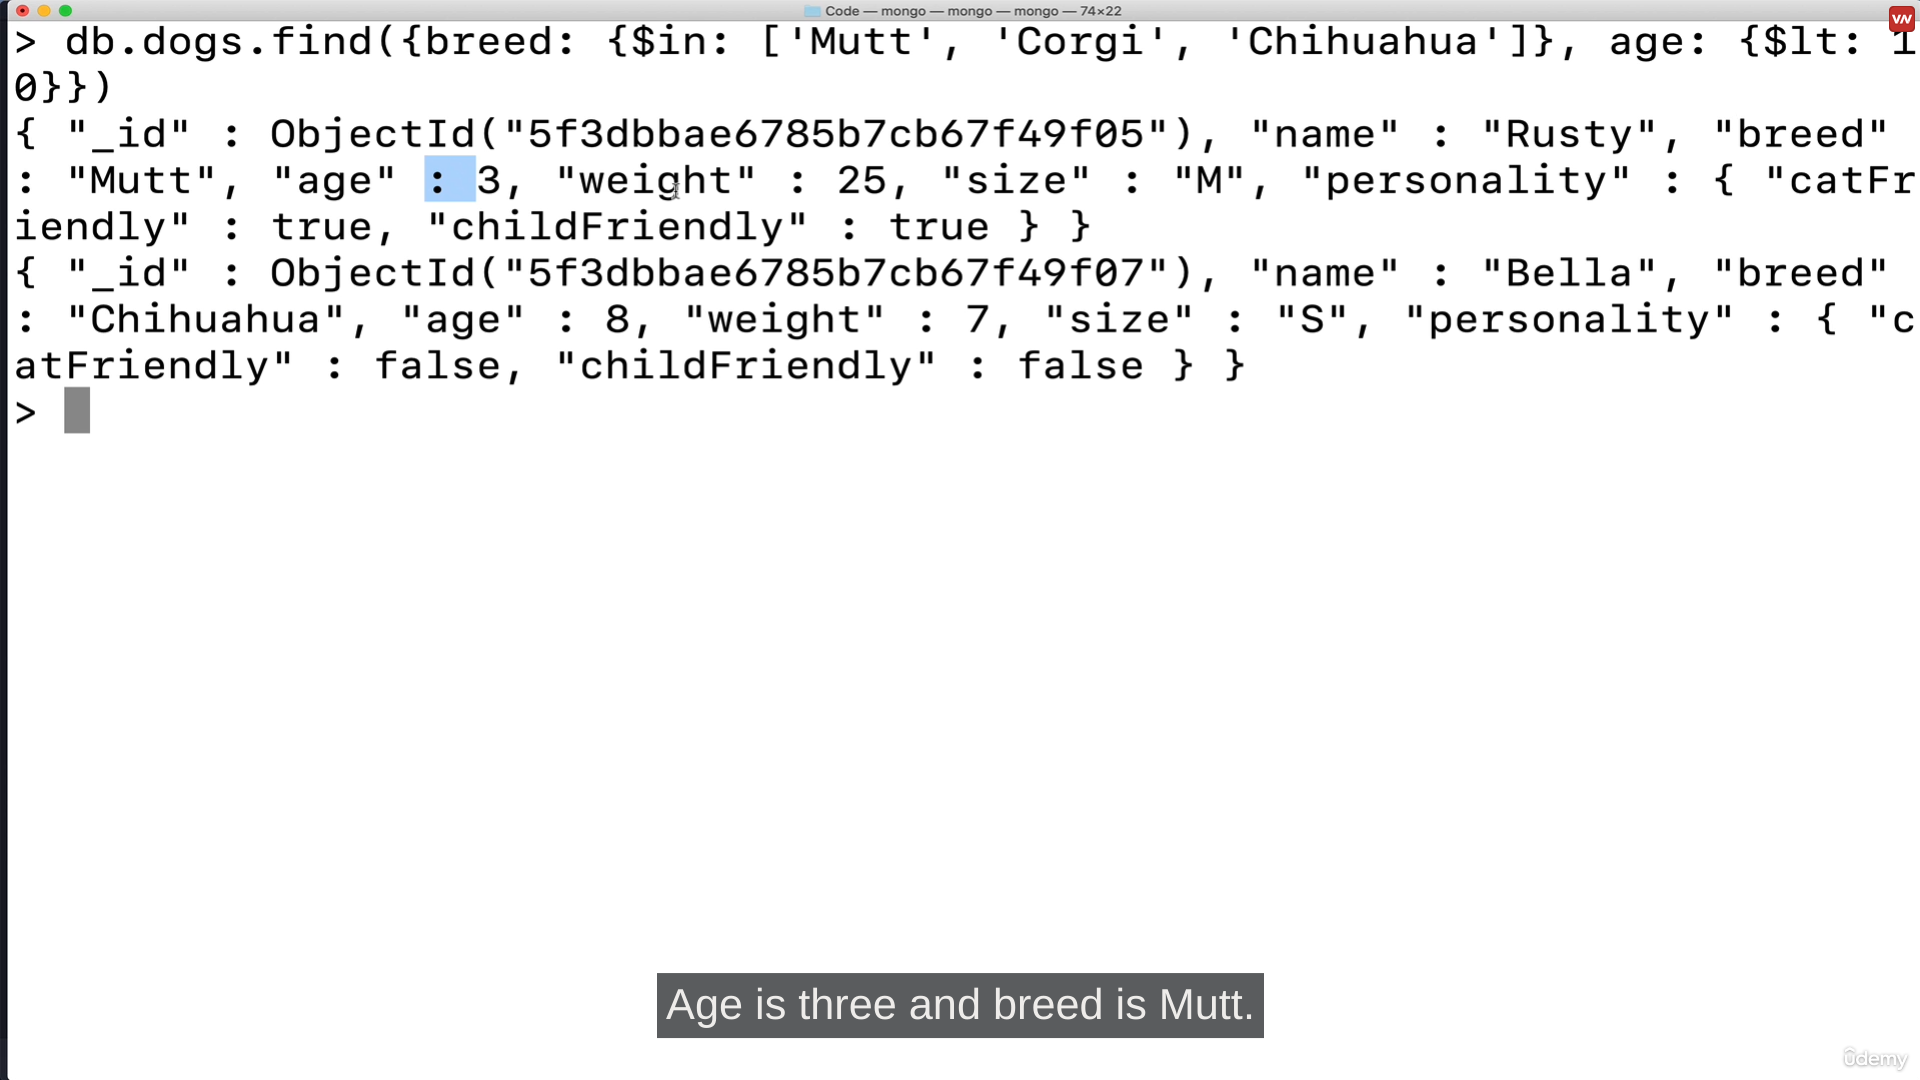 Code — mongo — mongo — mongo — 74×22
> db.dogs.find({breed: {$in: ['Mutt', 'Corgi', 'Chihuahua']}, age: {$lt: 1
0}})
{ "_id" : ObjectId("5f3dbbae6785b7cb67f49f05"), "name" : "Rusty", "breed"
: "Mutt", "age" : 3, "weight" : 25, "size" : "M", "personality" : { "catFr
iendly" : true, "childFriendly" : true } }
{ "_id" : ObjectId("5f3dbbae6785b7cb67f49f07"), "name" : "Bella", "breed"
: "Chihuahua", "age" : 8, "weight" : 7, "size" : "S", "personality" : { "c
atFriendly" : false, "childFriendly" : false } }
>
Age is three and breed is Mutt.
ûdemy